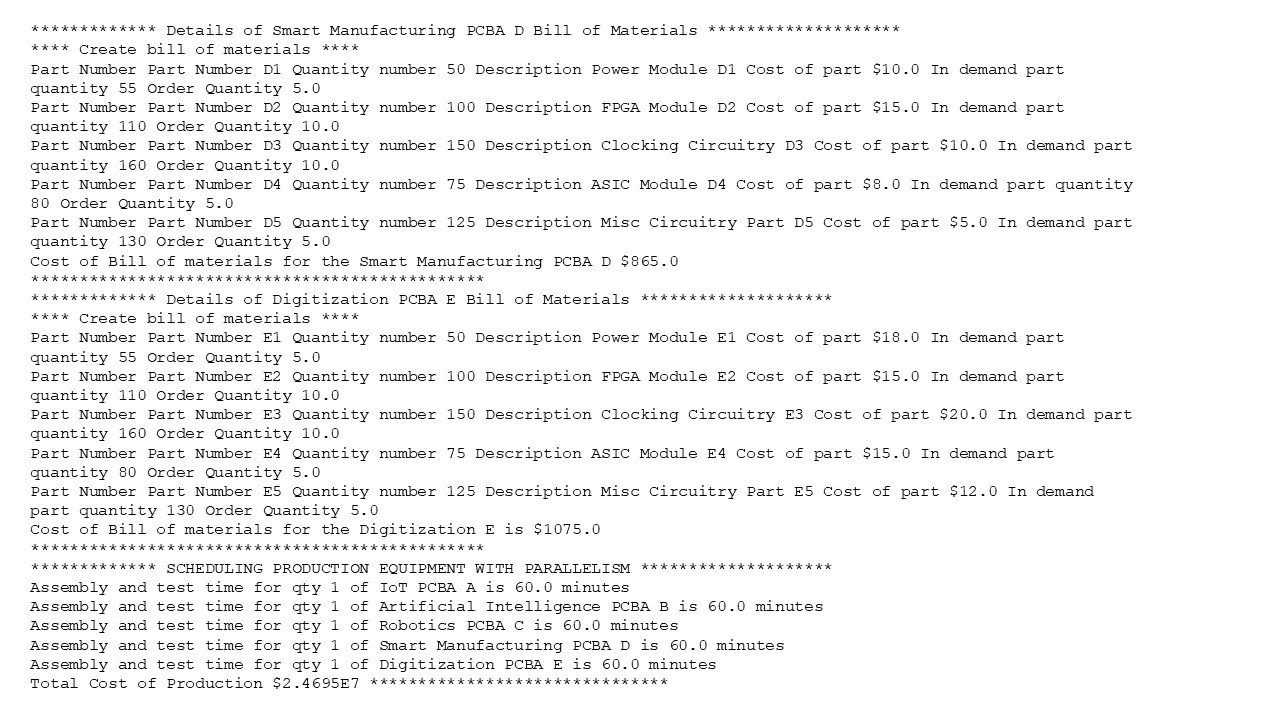 ************* Details of Smart Manufacturing PCBA D Bill of Materials ********************
**** Create bill of materials ****
Part Number Part Number D1 Quantity number 50 Description Power Module D1 Cost of part $10.0 In demand part
quantity 55 Order Quantity 5.0
Part Number Part Number D2 Quantity number 100 Description FPGA Module D2 Cost of part $15.0 In demand part
quantity 110 Order Quantity 10.0
Part Number Part Number D3 Quantity number 150 Description Clocking Circuitry D3 Cost of part $10.0 In demand part
quantity 160 Order Quantity 10.0
Part Number Part Number D4 Quantity number 75 Description ASIC Module D4 Cost of part $8.0 In demand part quantity
80 Order Quantity 5.0
Part Number Part Number D5 Quantity number 125 Description Misc Circuitry Part D5 Cost of part $5.0 In demand part
quantity 130 Order Quantity 5.0
Cost of Bill of materials for the Smart Manufacturing PCBA D $865.0
***********************************************
************* Details of Digitization PCBA E Bill of Materials ********************
**** Create bill of materials ****
Part Number Part Number E1 Quantity number 50 Description Power Module E1 Cost of part $18.0 In demand part
quantity 55 Order Quantity 5.0
Part Number Part Number E2 Quantity number 100 Description FPGA Module E2 Cost of part $15.0 In demand part
quantity 110 Order Quantity 10.0
Part Number Part Number E3 Quantity number 150 Description Clocking Circuitry E3 Cost of part $20.0 In demand part
quantity 160 Order Quantity 10.0
Part Number Part Number E4 Quantity number 75 Description ASIC Module E4 Cost of part $15.0 In demand part
quantity 80 Order Quantity 5.0
Part Number Part Number E5 Quantity number 125 Description Misc Circuitry Part E5 Cost of part $12.0 In demand
part quantity 130 Order Quantity 5.0
Cost of Bill of materials for the Digitization E is $1075.0
***********************************************
************* SCHEDULING PRODUCTION EQUIPMENT WITH PARALLELISM ********************
Assembly and test time for qty 1 of IoT PCBA A is 60.0 minutes
Assembly and test time for qty 1 of Artificial Intelligence PCBA B is 60.0 minutes
Assembly and test time for qty 1 of Robotics PCBA C is 60.0 minutes
Assembly and test time for qty 1 of Smart Manufacturing PCBA D is 60.0 minutes
Assembly and test time for qty 1 of Digitization PCBA E is 60.0 minutes
Total Cost of Production $2.4695E7 *******************************